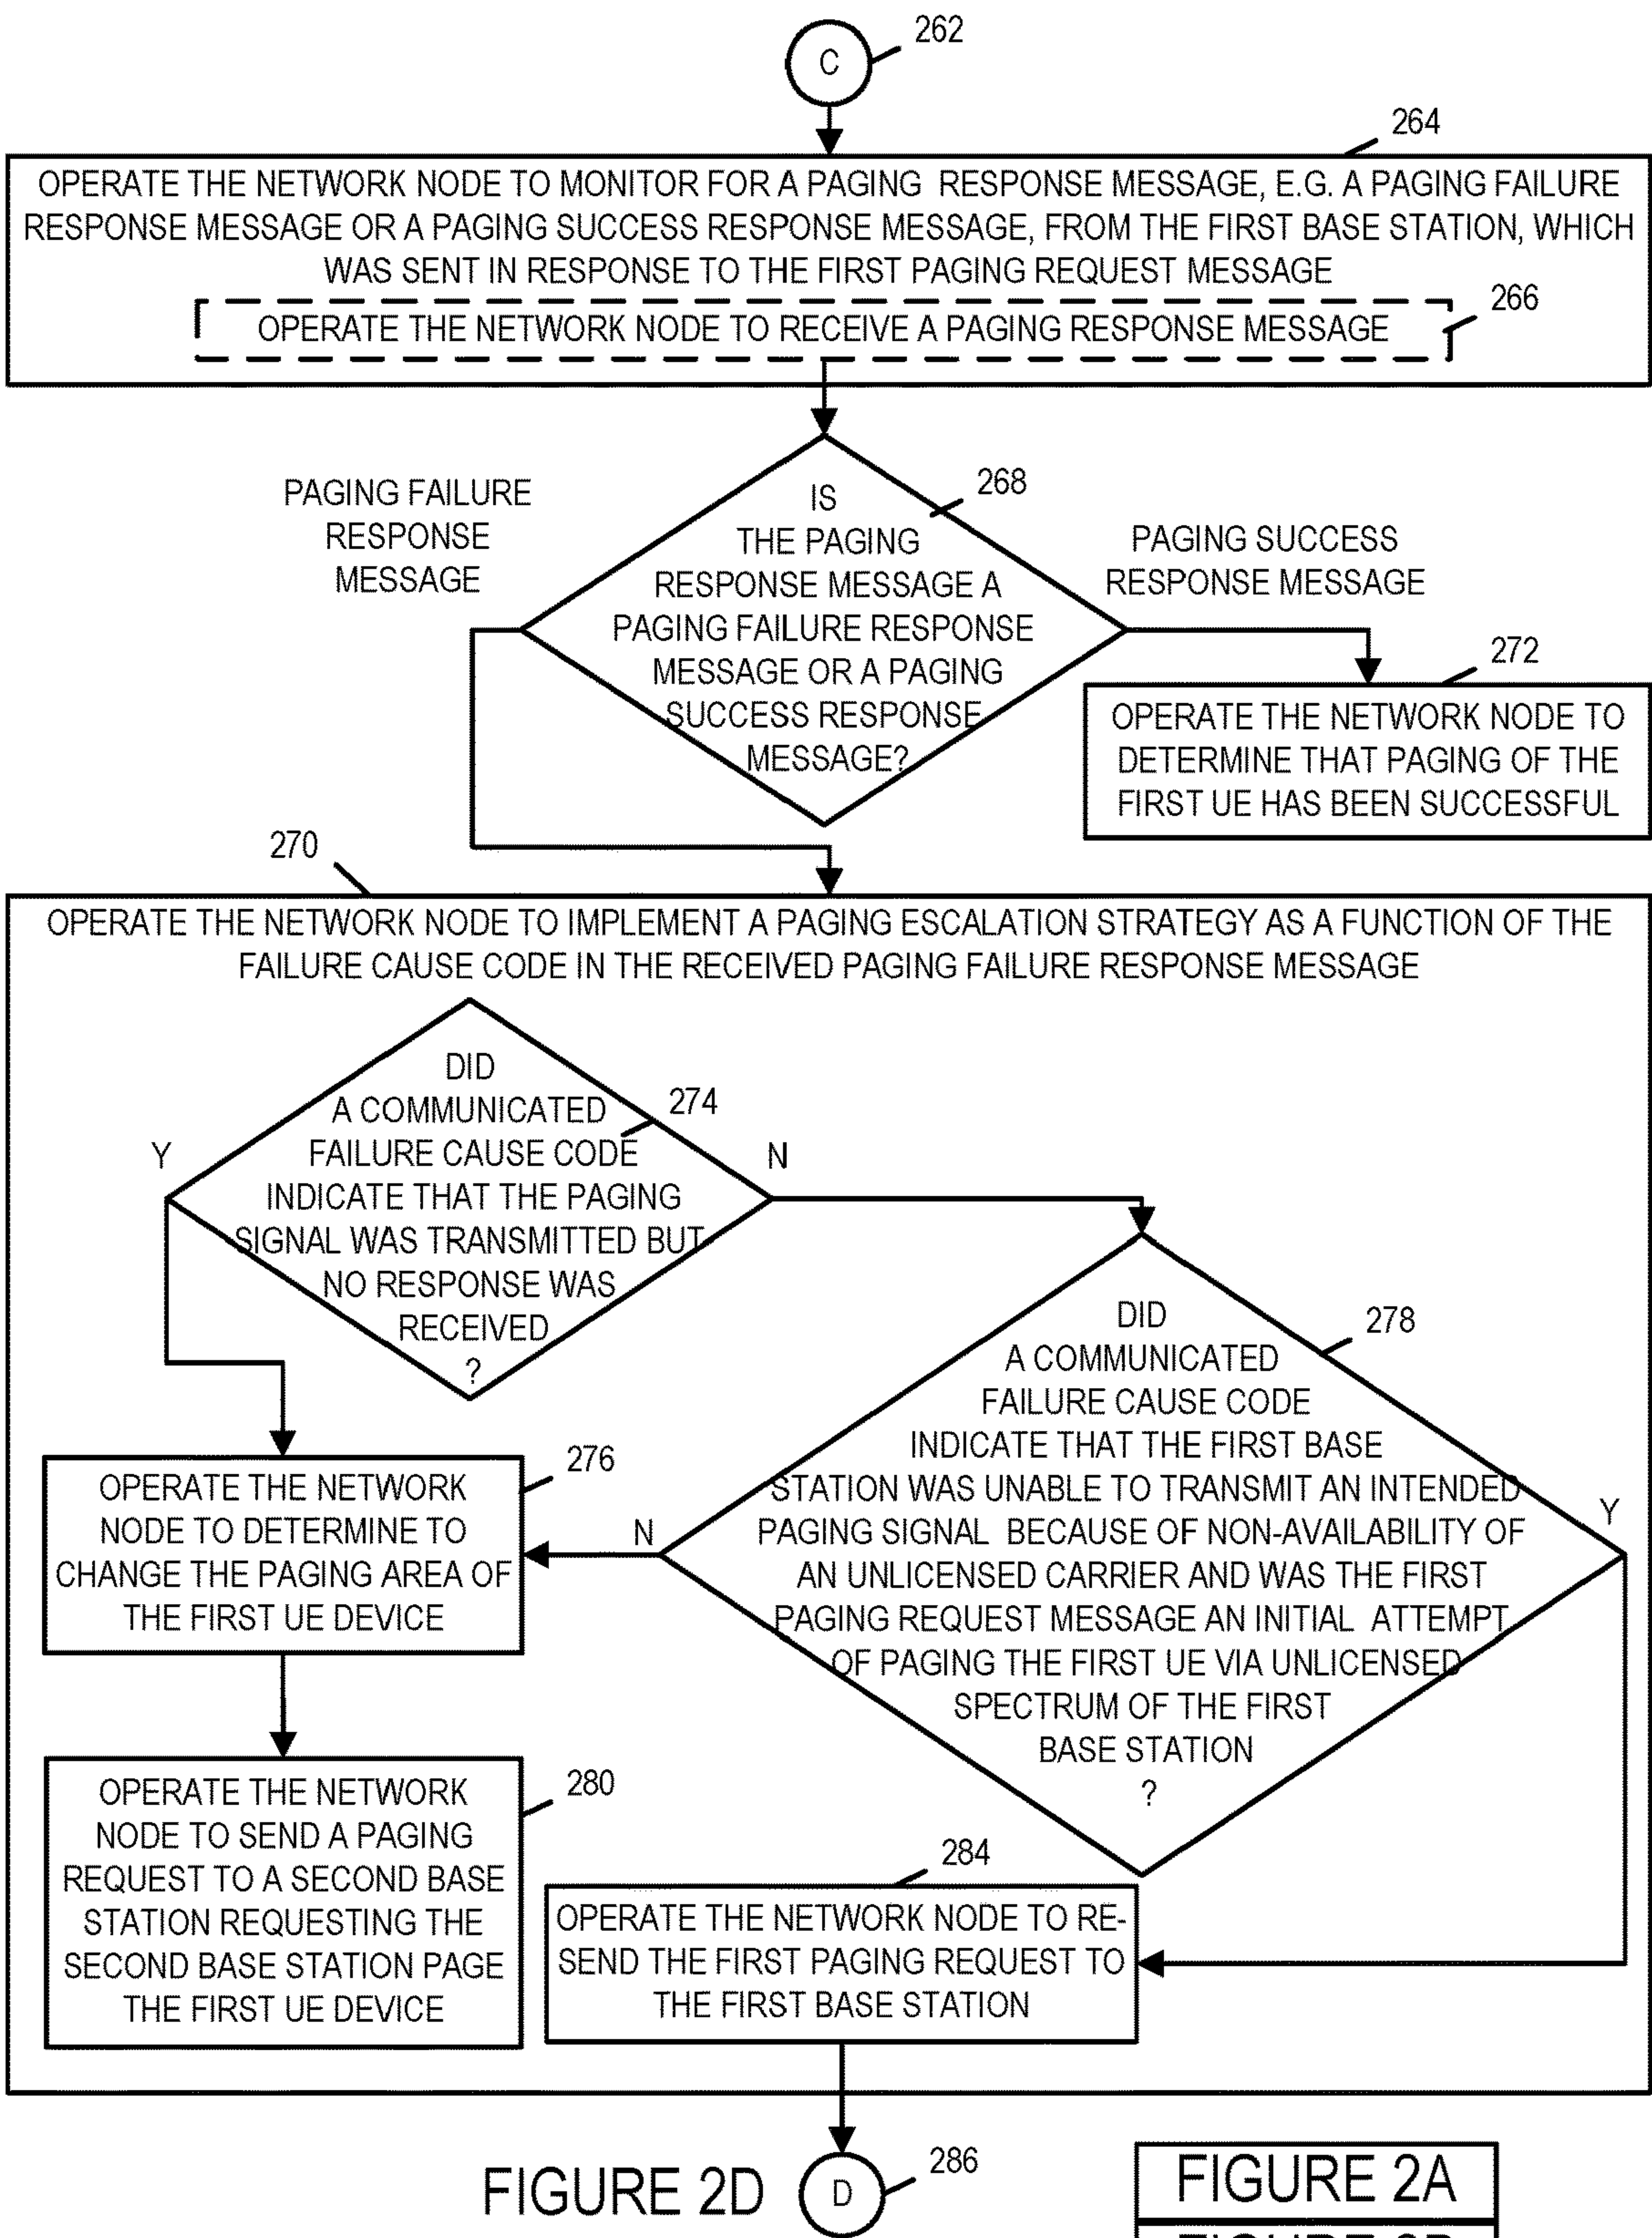 C
262
264
OPERATE THE NETWORK NODE TO MONITOR FOR A PAGING RESPONSE MESSAGE, E.G. A PAGING FAILURE
RESPONSE MESSAGE OR A PAGING SUCCESS RESPONSE MESSAGE, FROM THE FIRST BASE STATION, WHICH
WAS SENT IN RESPONSE TO THE FIRST PAGING REQUEST MESSAGE
266
OPERATE THE NETWORK NODE TO RECEIVE A PAGING RESPONSE MESSAGE
PAGING FAILURE
RESPONSE
MESSAGE
268
IS
THE PAGING
RESPONSE MESSAGE A
PAGING FAILURE RESPONSE
MESSAGE OR A PAGING
SUCCESS RESPONSE
MESSAGE?
PAGING SUCCESS
RESPONSE MESSAGE
272
OPERATE THE NETWORK NODE TO
DETERMINE THAT PAGING OF THE
FIRST UE HAS BEEN SUCCESSFUL
270
OPERATE THE NETWORK NODE TO IMPLEMENT A PAGING ESCALATION STRATEGY AS A FUNCTION OF THE
FAILURE CAUSE CODE IN THE RECEIVED PAGING FAILURE RESPONSE MESSAGE
DID
A COMMUNICATED
FAILURE CAUSE CODE
INDICATE THAT THE PAGING
SIGNAL WAS TRANSMITTED BUT
NO RESPONSE WAS
RECEIVED
?
274
Y
N
DID
A COMMUNICATED
FAILURE CAUSE CODE
INDICATE THAT THE FIRST BASE
STATION WAS UNABLE TO TRANSMIT AN INTENDED
PAGING SIGNAL BECAUSE OF NON-AVAILABILITY OF
AN UNLICENSED CARRIER AND WAS THE FIRST
PAGING REQUEST MESSAGE AN INITIAL ATTEMPT
OF PAGING THE FIRST UE VIA UNLICENSED
SPECTRUM OF THE FIRST
BASE STATION
?
278
N
Y
276
OPERATE THE NETWORK
NODE TO DETERMINE TO
CHANGE THE PAGING AREA OF
THE FIRST UE DEVICE
280
OPERATE THE NETWORK
NODE TO SEND A PAGING
REQUEST TO A SECOND BASE
STATION REQUESTING THE
SECOND BASE STATION PAGE
THE FIRST UE DEVICE
284
OPERATE THE NETWORK NODE TO RE-
SEND THE FIRST PAGING REQUEST TO
THE FIRST BASE STATION
FIGURE 2D
D
286
FIGURE 2A